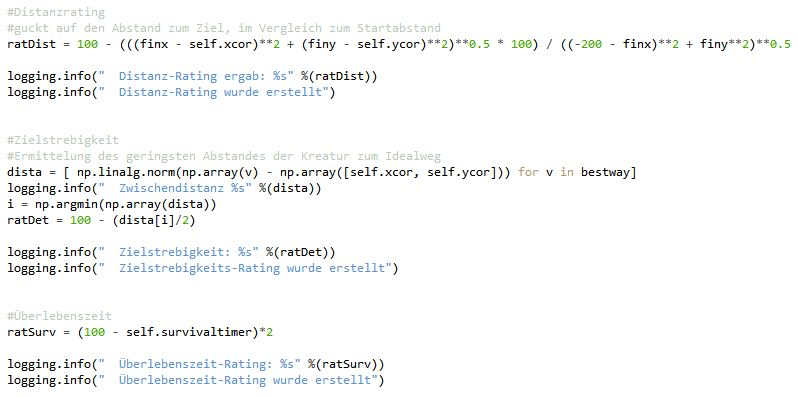 #Distanzrating
#guckt auf den Abstand zum Ziel, im Vergleich zum Startabstand
ratDist = 100 - (((finx - self.xcor)**2 + (finy - self.ycor)**2)**0.5 * 100) / ((-200 - finx)**2 + finy**2)**0.5
logging.info("  Distanz-Rating ergab: %s" %(ratDist))
logging.info("  Distanz-Rating wurde erstellt")
#Zielstrebigkeit
#Ermittelung des geringsten Abstandes der Kreatur zum Idealweg
dista = [ np.linalg.norm(np.array(v) - np.array([self.xcor, self.ycor])) for v in bestway]
logging.info("  Zwischendistanz %s" %(dista))
i = np.argmin(np.array(dista))
ratDet = 100 - (dista[i]/2)
logging.info("  Zielstrebigkeit: %s" %(ratDet))
logging.info("  Zielstrebigkeits-Rating wurde erstellt")
#Überlebenszeit
ratSurv = (100 - self.survivaltimer)*2
logging.info("  Überlebenszeit-Rating: %s" %(ratSurv))
logging.info("  Überlebenszeit-Rating wurde erstellt")